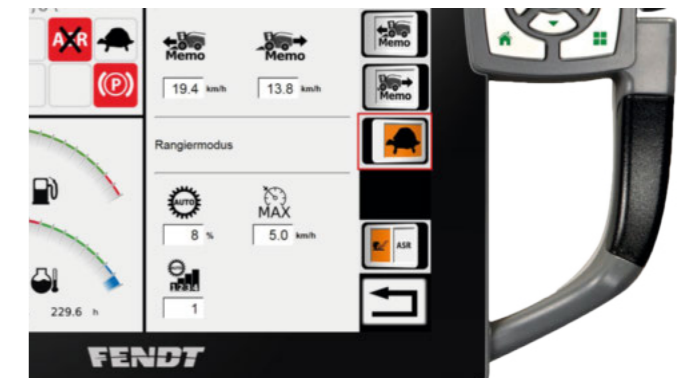 ASR
(P)
Memo
Memo
19.4 km/h
13.8 km/h
Memo
Memo
Rangiermodus
AUTO
MAX
8 %
5.0 km/h
ASR
1234
1
229.6 h
FENDT